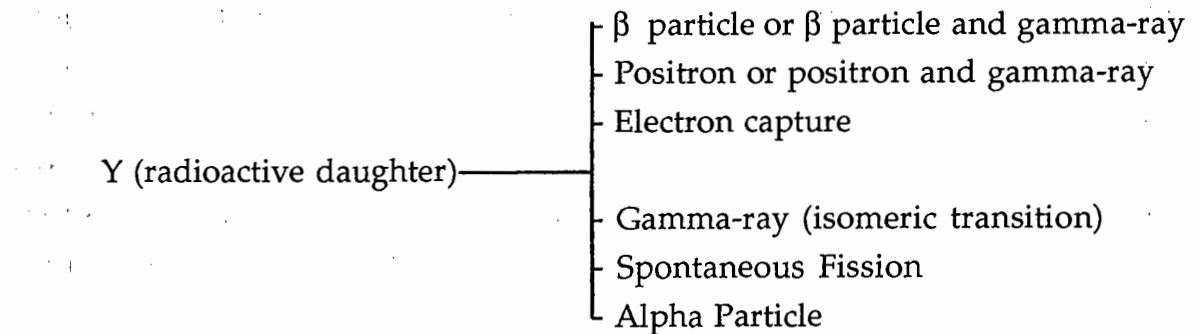 β particle or β particle and gamma-ray
Positron or positron and gamma-ray
Electron capture
Y (radioactive daughter)
Gamma-ray (isomeric transition)
Spontaneous Fission
Alpha Particle